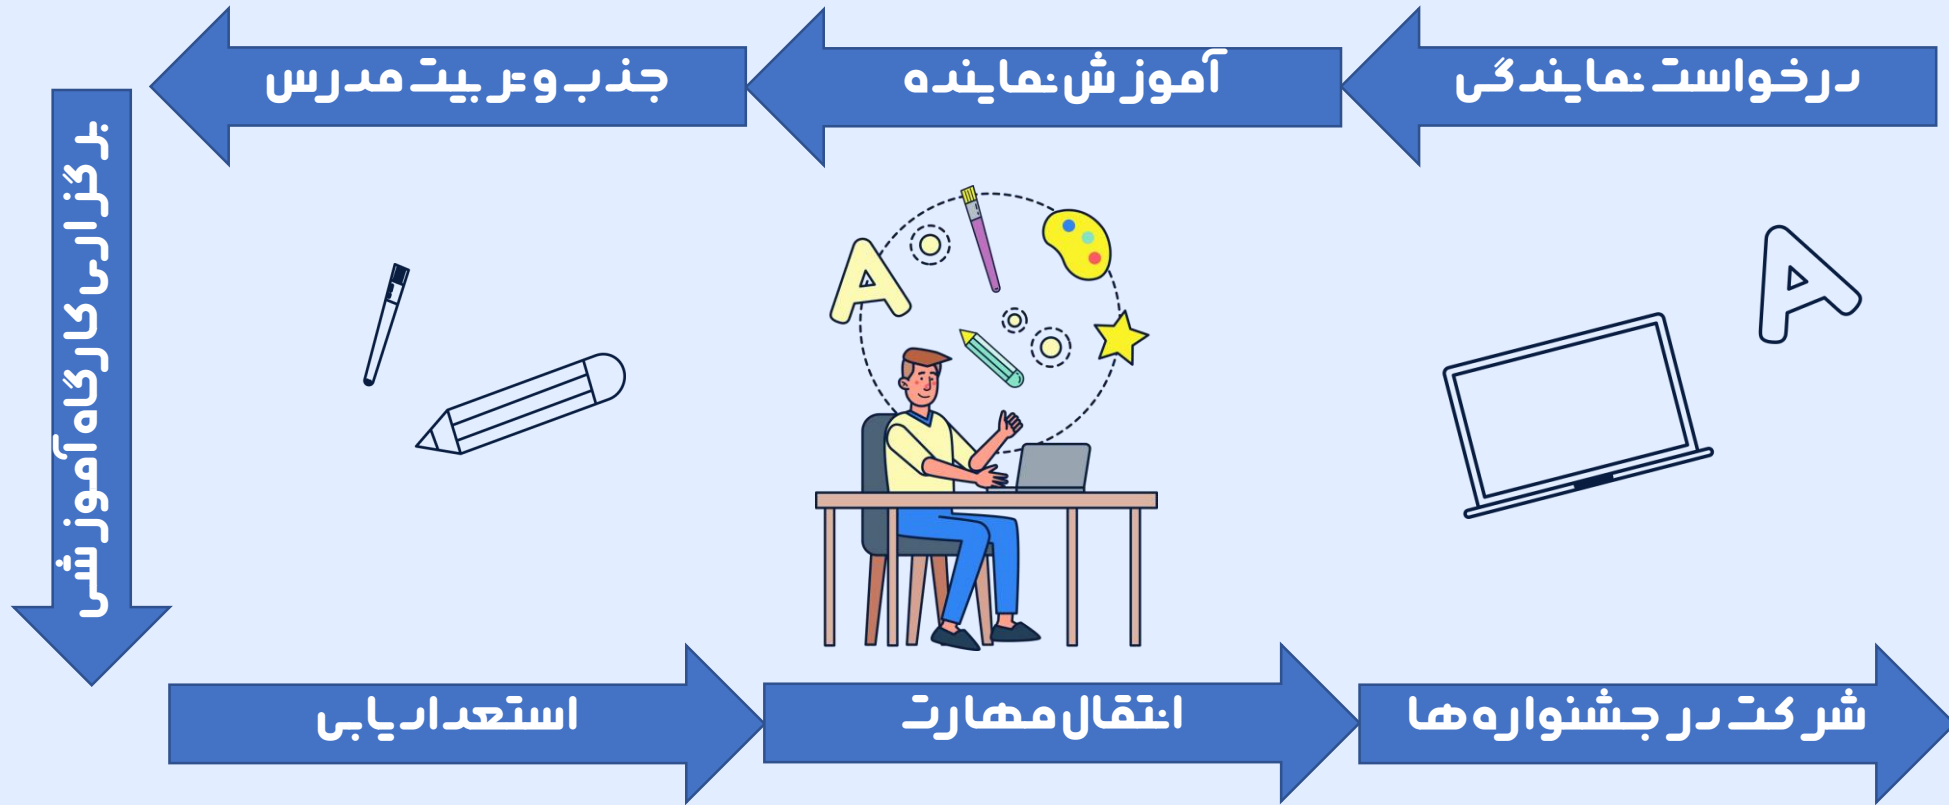 درخواست نمایندگی
آموزش نماینده
جذب و تربیت مدرس
برگزاری کارگاه آموزشی
استعدادیابی
انتقال مهارت
شرکت در جشنواره ها
A
A